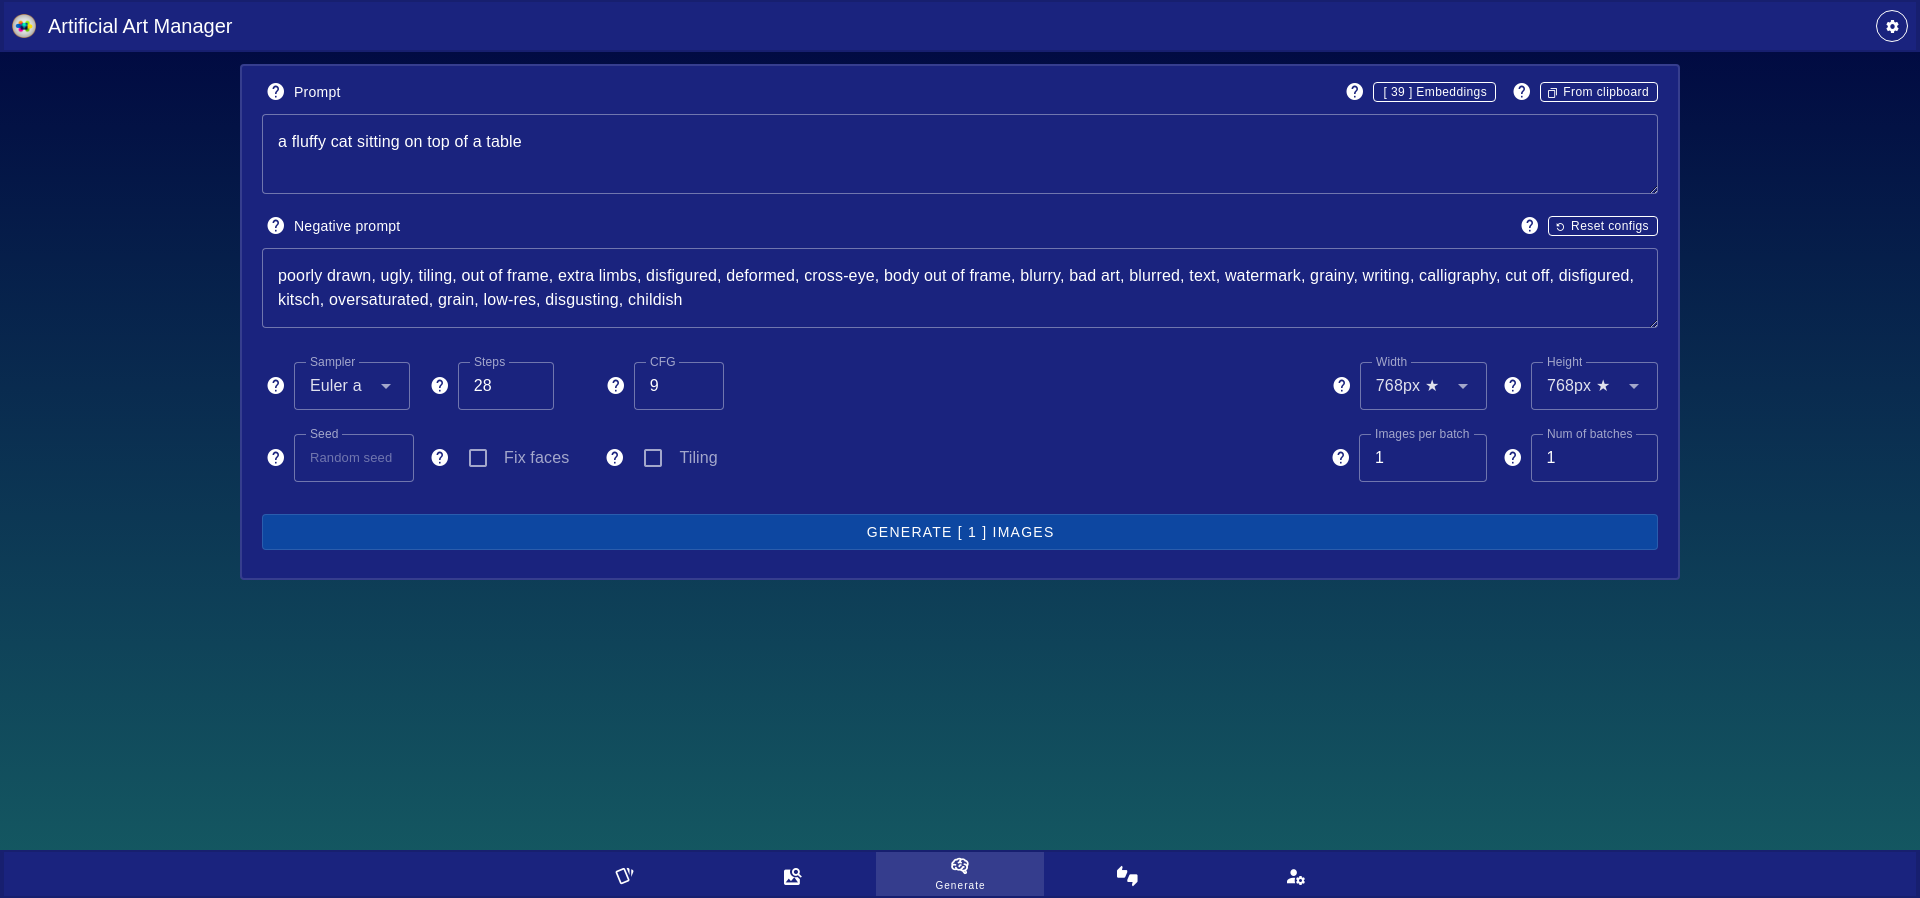 Artificial Art Manager
Prompt
[ 39 ] Embeddings
From clipboard
a fluffy cat sitting on top of a table
Negative prompt
Reset configs
poorly drawn, ugly, tiling, out of frame, extra limbs, disfigured, deformed, cross-eye, body out of frame, blurry, bad art, blurred, text, watermark, grainy, writing, calligraphy, cut off, disfigured,
kitsch, oversaturated, grain, low-res, disgusting, childish
Sampler
Euler a
Steps
28
CFG
9
Width
768px ★
Height
768px ★
Seed
Random seed
Fix faces
Tiling
Images per batch
1
Num of batches
1
GENERATE [ 1 ] IMAGES
Generate